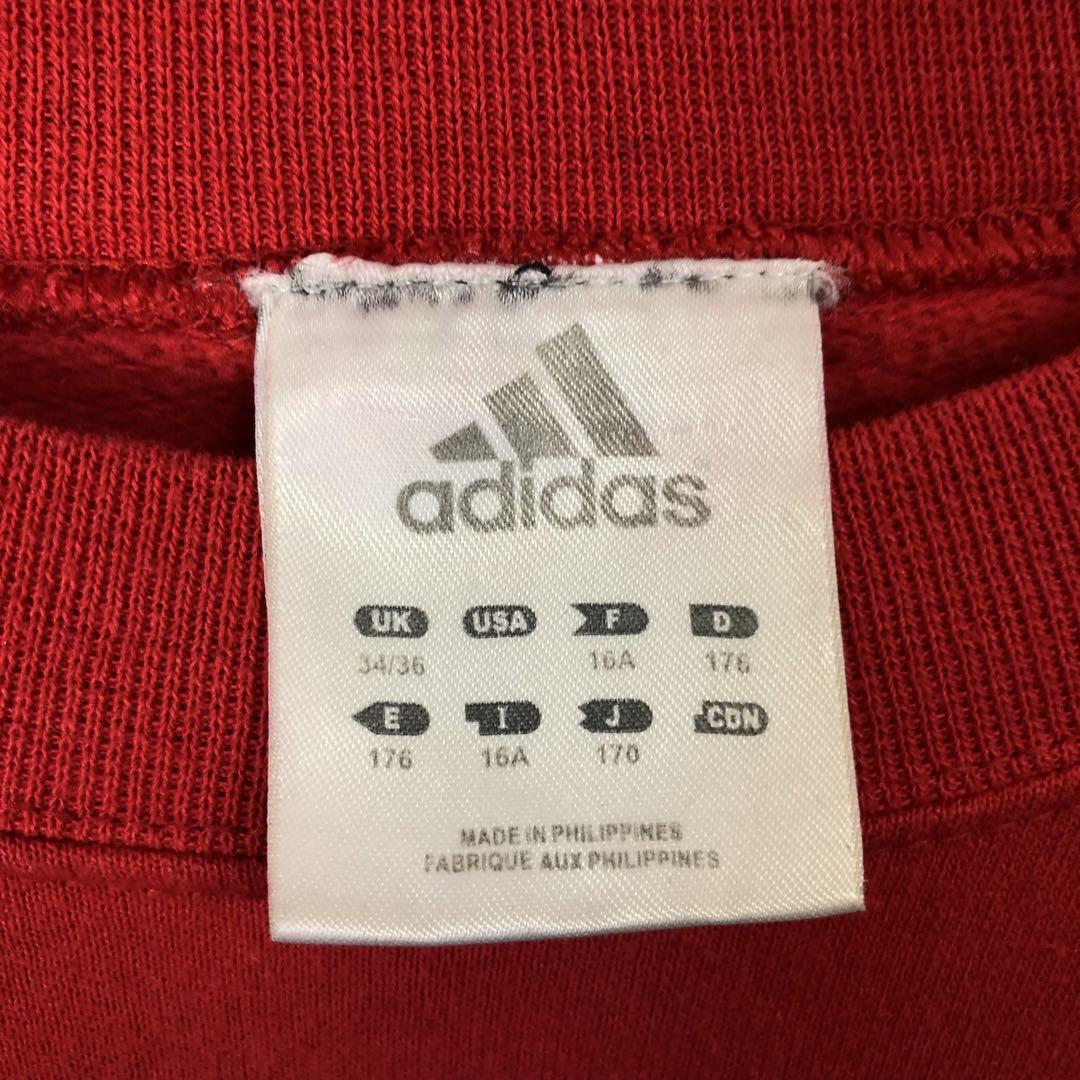 adidas
UK USA F D
34/36 16A 176
E I J CDN
176 16A 170
MADE IN PHILIPPINES
FABRIQUE AUX PHILIPPINES